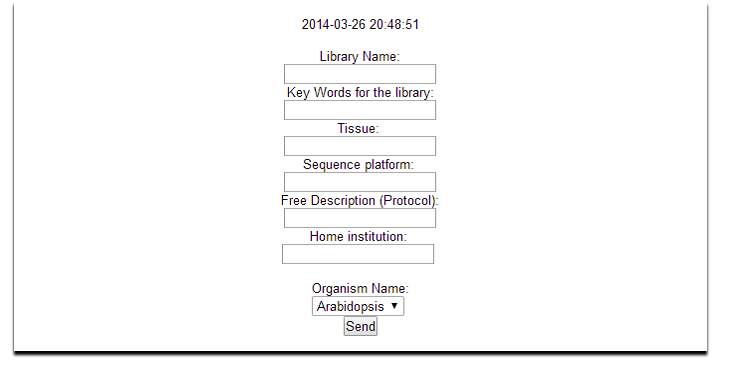 2014-03-26 20:48:51
Library Name:
Key Words for the library:
Tissue:
Sequence platform:
Free Description (Protocol):
Home institution:
Organism Name:
Arabidopsis
Send